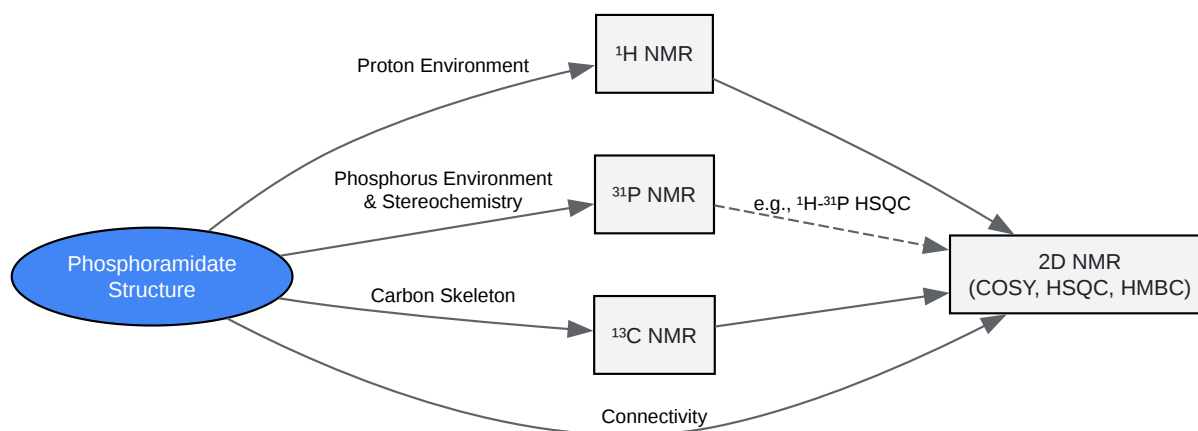 Proton Environment
¹H NMR
Phosphorus Environment
& Stereochemistry
³¹P NMR
e.g., ¹H-³¹P HSQC
Phosphoramidate
Structure
2D NMR
(COSY, HSQC, HMBC)
Carbon Skeleton
¹³C NMR
Connectivity